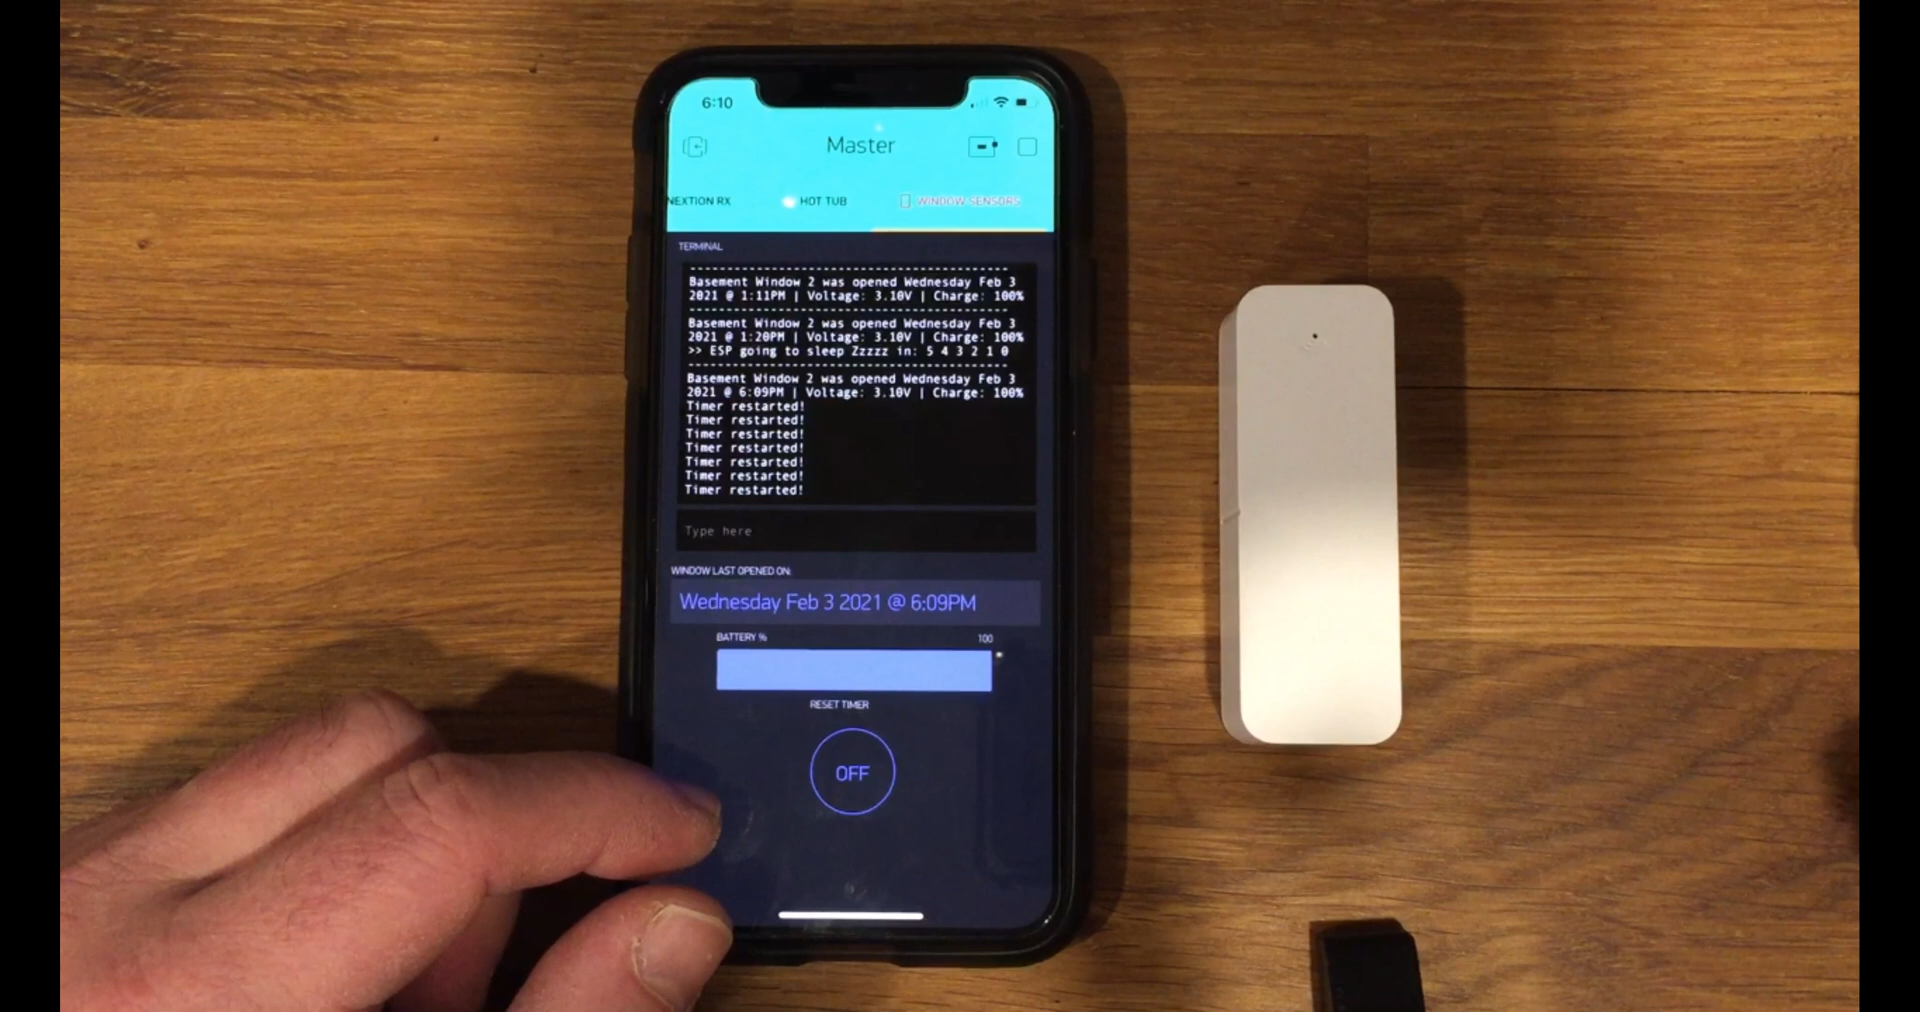 6:10
Master
NEXTION RX HOT TUB WINDOW SENSORS
TERMINAL
-----------------------------------------------
Basement Window 2 was opened Wednesday Feb 3
2021 @ 1:11PM | Voltage: 3.10V | Charge: 100%
-----------------------------------------------
Basement Window 2 was opened Wednesday Feb 3
2021 @ 1:20PM | Voltage: 3.10V | Charge: 100%
>> ESP going to sleep Zzzzz in: 5 4 3 2 1 0
-----------------------------------------------
Basement Window 2 was opened Wednesday Feb 3
2021 @ 6:09PM | Voltage: 3.10V | Charge: 100%
Timer restarted!
Timer restarted!
Timer restarted!
Timer restarted!
Timer restarted!
Timer restarted!
Timer restarted!
Type here
WINDOW LAST OPENED ON:
Wednesday Feb 3 2021 @ 6:09PM
BATTERY % 100
RESET TIMER
OFF